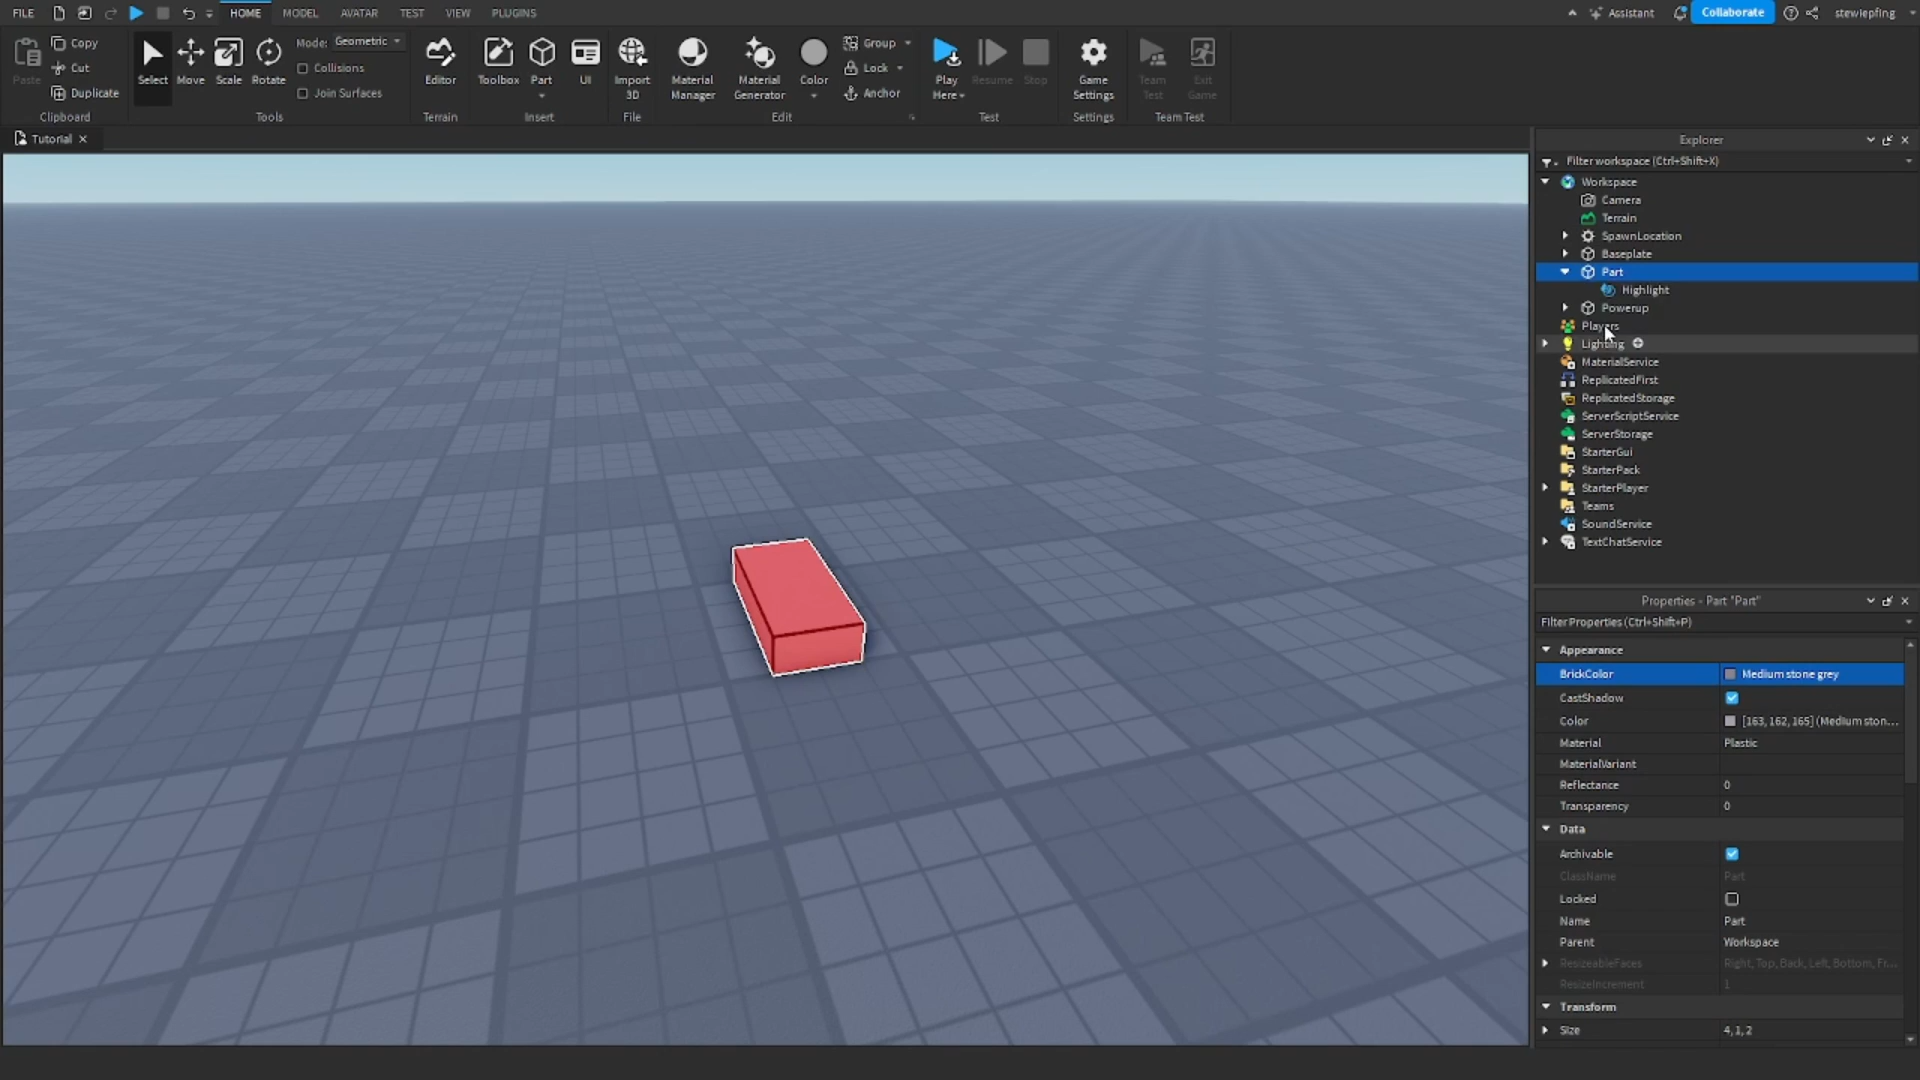 FILE HOME MODEL AVATAR TEST VIEW PLUGINS Assistant Collaborate stewiepfing
Paste Copy Cut Duplicate
Clipboard
Select Move Scale Rotate
Mode: Geometric
Collisions
Join Surfaces
Tools
Editor
Terrain
Toolbox Part UI
Insert
Import 3D
File
Material Manager
Material Generator
Color
Group
Lock
Anchor
Edit
Play Here Resume Stop
Test
Game Settings
Settings
Team Test
Exit Game
Team Test
Tutorial
Explorer
Filter workspace (Ctrl+Shift+X)
Workspace
Camera
Terrain
SpawnLocation
Baseplate
Part
Highlight
Powerup
Players
Lighting
MaterialService
ReplicatedFirst
ReplicatedStorage
ServerScriptService
ServerStorage
StarterGui
StarterPack
StarterPlayer
Teams
SoundService
TextChatService
Properties - Part "Part"
Filter Properties (Ctrl+Shift+P)
Appearance
BrickColor Medium stone grey
CastShadow
Color [163, 162, 165] (Medium ston...
Material Plastic
MaterialVariant
Reflectance 0
Transparency 0
Data
Archivable
ClassName Part
Locked
Name Part
Parent Workspace
ResizeableFaces Right, Top, Back, Left, Bottom, Fr...
ResizeIncrement 1
Transform
Size 4, 1, 2